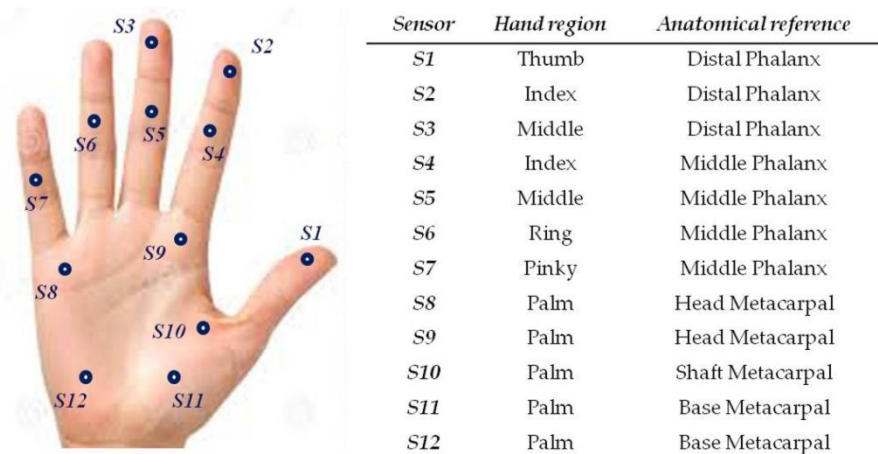 S3
S2
S5
S6
S4
S7
S9
S1
S8
S10
S12
S11
Sensor Hand region Anatomical reference
S1 Thumb Distal Phalanx
S2 Index Distal Phalanx
S3 Middle Distal Phalanx
S4 Index Middle Phalanx
S5 Middle Middle Phalanx
S6 Ring Middle Phalanx
S7 Pinky Middle Phalanx
S8 Palm Head Metacarpal
S9 Palm Head Metacarpal
S10 Palm Shaft Metacarpal
S11 Palm Base Metacarpal
S12 Palm Base Metacarpal